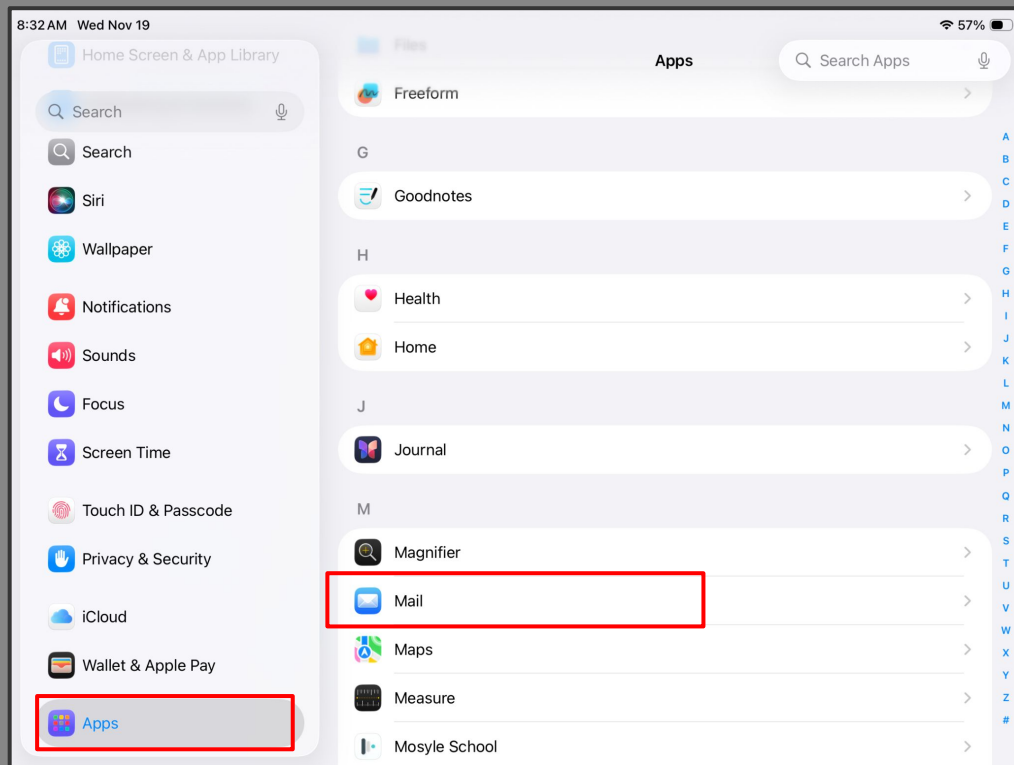 8:32 AM Wed Nov 19
57%
Home Screen & App Library
Search
Search
Siri
Wallpaper
Notifications
Sounds
Focus
Screen Time
Touch ID & Passcode
Privacy & Security
iCloud
Wallet & Apple Pay
Apps
Files
Apps
Search Apps
Freeform
G
Goodnotes
H
Health
Home
J
Journal
M
Magnifier
Mail
Maps
Measure
Mosyle School
A
B
C
D
E
F
G
H
I
J
K
L
M
N
O
P
Q
R
S
T
U
V
W
X
Y
Z
#